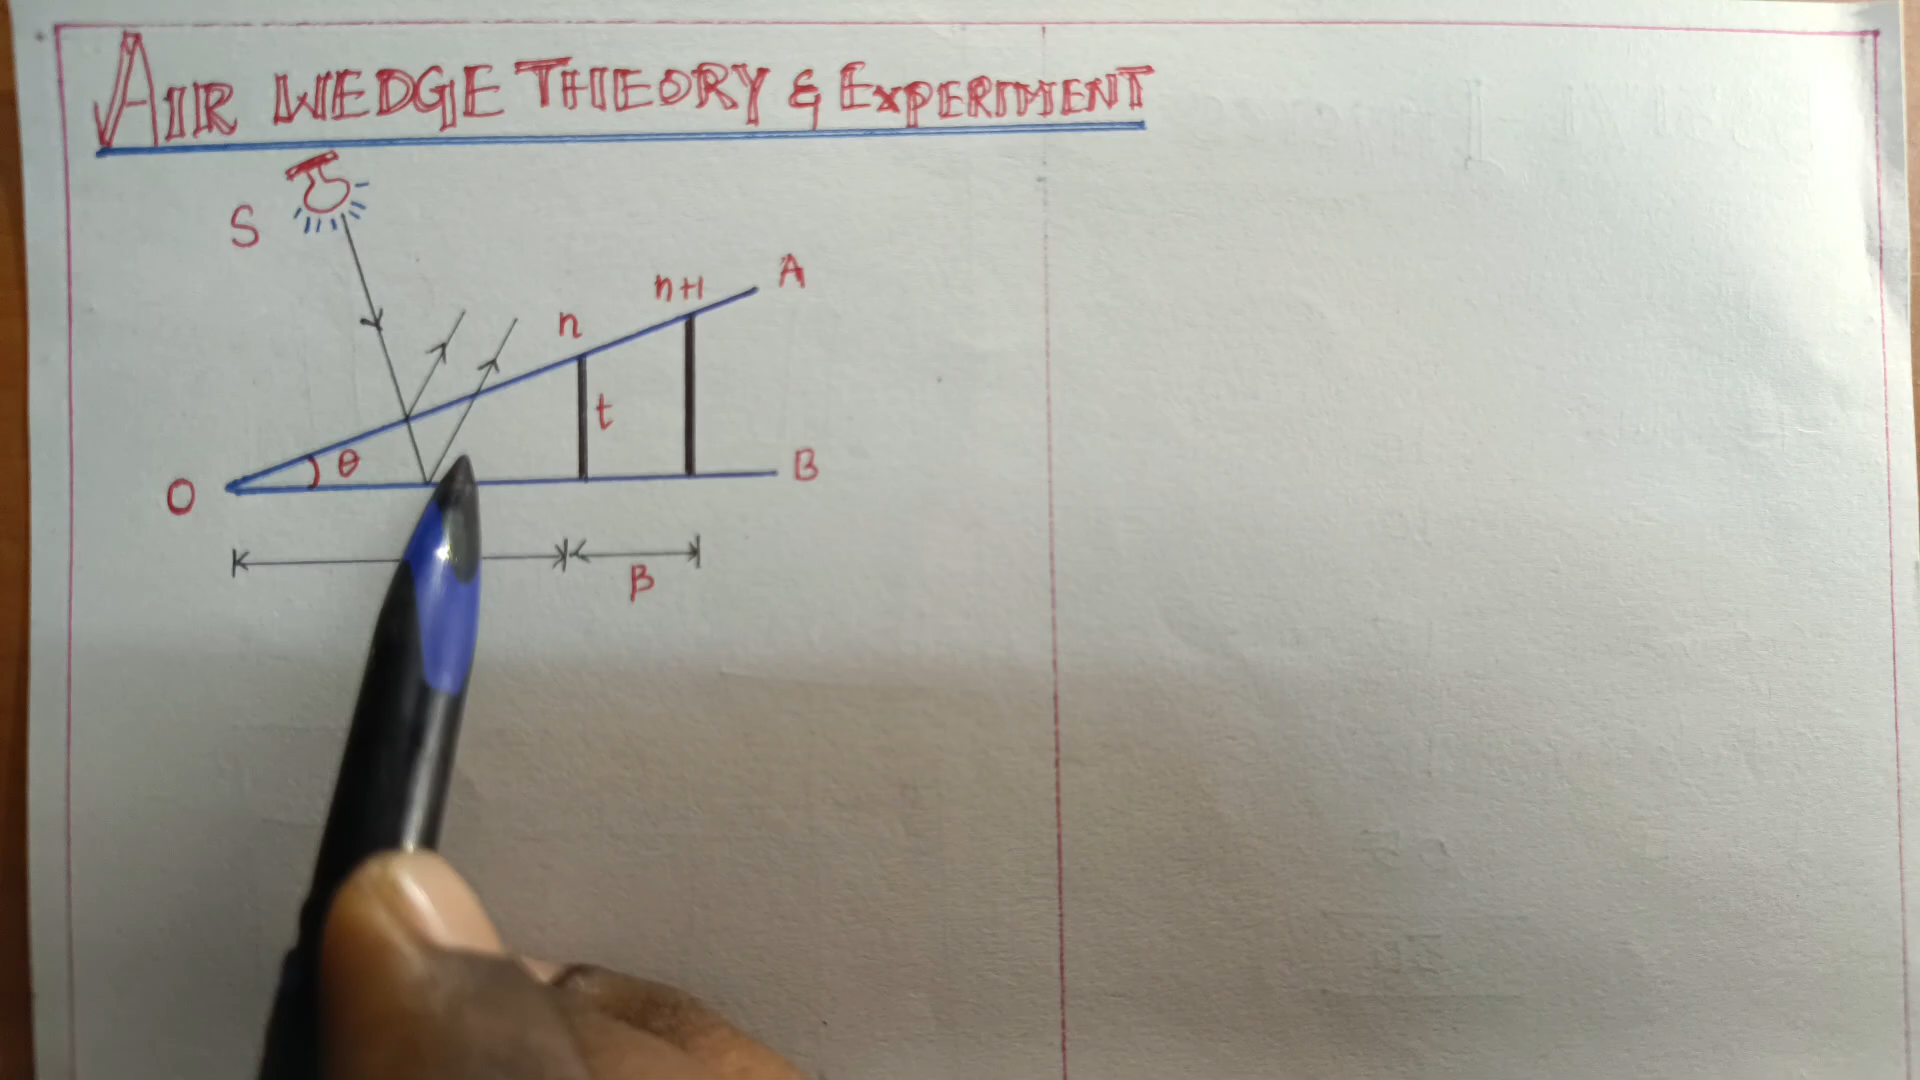 AIR WEDGE THEORY & EXPERIMENT
S
n+1 A
n
t
θ
O B
β